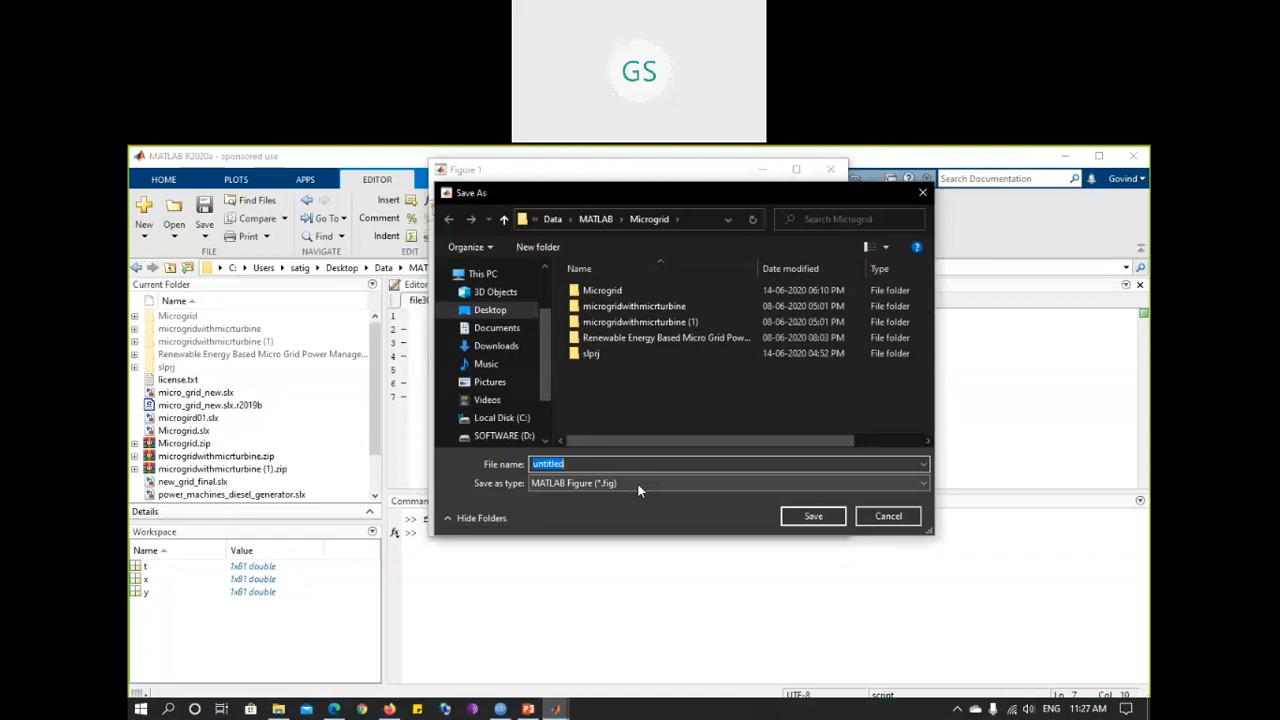 GS
MATLAB R2020a - sponsored use
HOME
PLOTS
APPS
EDITOR
Search Documentation
Govind
New
Open
Save
Find Files
Compare
Print
FILE
Go To
Find
NAVIGATE
Insert
Comment
Indent
EDIT
C: Users satig Desktop Data
Current Folder
Name
Microgrid
microgridwithmicrturbine
microgridwithmicrturbine (1)
Renewable Energy Based Micro Grid Power Manage...
slprj
license.txt
micro_grid_new.slx
micro_grid_new.slx.r2019b
microgird01.slx
Microgrid.slx
Microgrid.zip
microgridwithmicturbine.zip
microgridwithmicturbine (1).zip
new_grid_final.slx
power_machines_diesel_generator.slx
Details
Workspace
Name Value
t 1x81 double
x 1x81 double
y 1x81 double
1
2 –
3 –
4 –
5 –
6 –
7 –
>>
fx >>
Figure 1
Save As
« Data > MATLAB > Microgrid >
Search Microgrid
Organize New folder
This PC
3D Objects
Desktop
Documents
Downloads
Music
Pictures
Videos
Local Disk (C:)
SOFTWARE (D:)
Name Date modified Type
Microgrid 14-06-2020 06:10 PM File folder
microgridwithmicrturbine 08-06-2020 05:01 PM File folder
microgridwithmicrturbine (1) 08-06-2020 05:01 PM File folder
Renewable Energy Based Micro Grid Pow... 08-06-2020 08:03 PM File folder
slprj 14-06-2020 04:52 PM File folder
File name: untitled
Save as type: MATLAB Figure (*.fig)
Hide Folders
Save
Cancel
UTF-8 script Ln 7 Col 10
ENG 11:27 AM